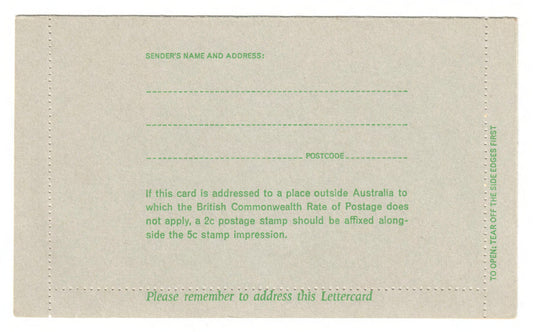 SENDER'S NAME AND ADDRESS:
POSTCODE
If this card is addressed to a place outside Australia to
which the British Commonwealth Rate of Postage does
not apply, a 2c postage stamp should be affixed along-
side the 5c stamp impression.
Please remember to address this Lettercard
TO OPEN: TEAR OFF THE SIDE EDGES FIRST